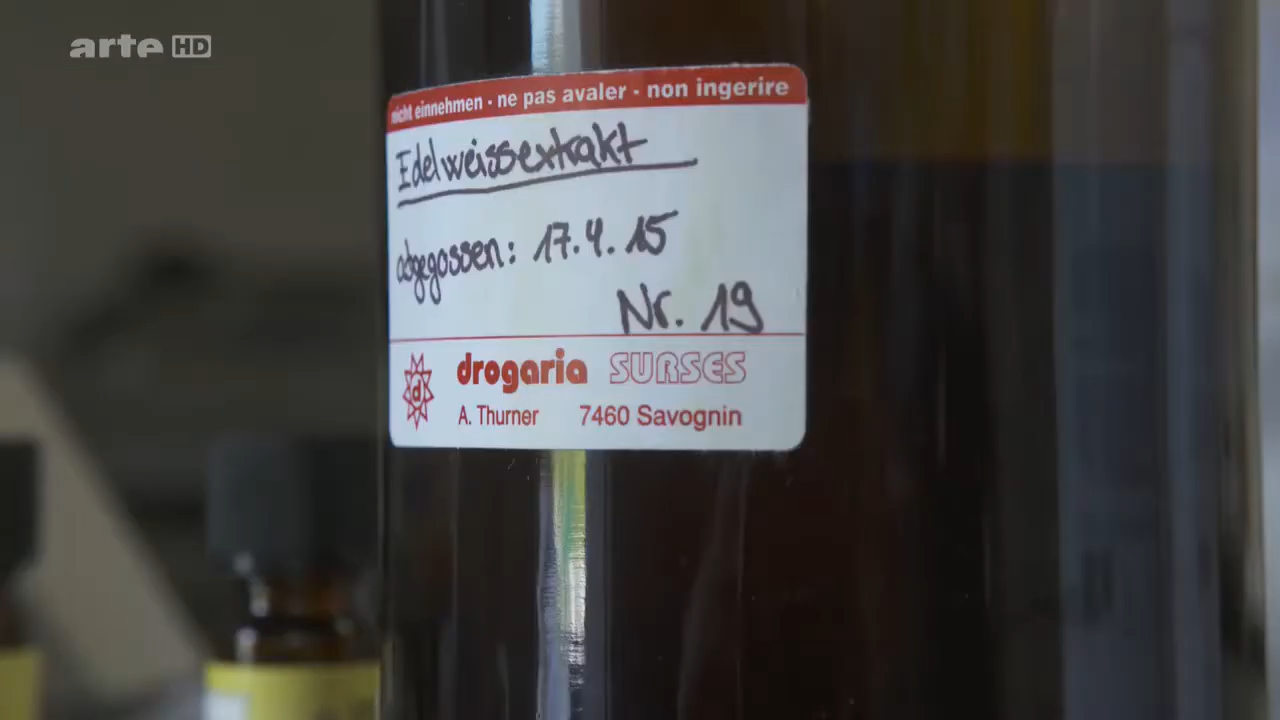 arte HD
nicht einnehmen · ne pas avaler · non ingerire
Edelweissextrakt
abgegossen: 17.4.15
Nr. 19
d
drogaria SURSES
A. Thurner 7460 Savognin